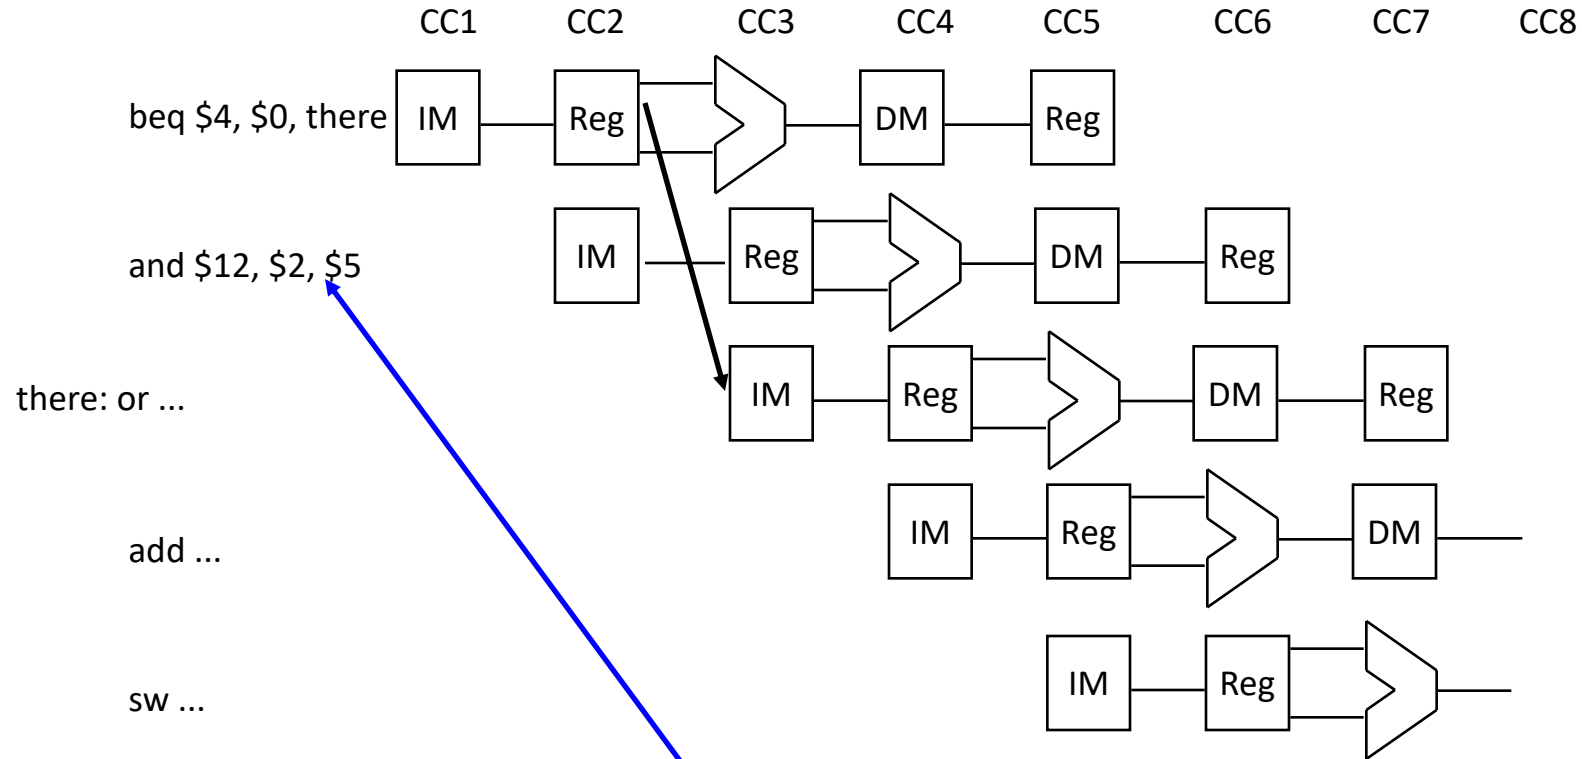 CC1 CC2 CC3 CC4 CC5 CC6 CC7 CC8
beq $4, $0, there IM Reg DM Reg
and $12, $2, $5 IM Reg DM Reg
there: or ... IM Reg DM Reg
add ... IM Reg DM
sw ... IM Reg